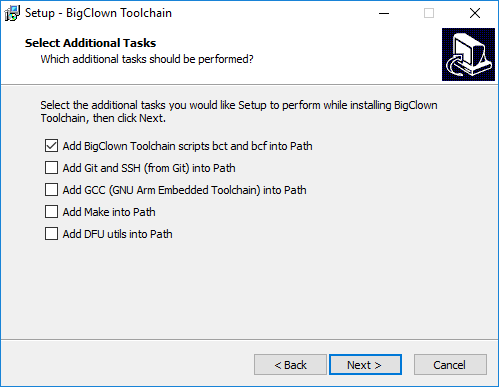 Setup - BigClown Toolchain
Select Additional Tasks
Which additional tasks should be performed?
Select the additional tasks you would like Setup to perform while installing BigClown
Toolchain, then click Next.
Add BigClown Toolchain scripts bct and bcf into Path
Add Git and SSH (from Git) into Path
Add GCC (GNU Arm Embedded Toolchain) into Path
Add Make into Path
Add DFU utils into Path
< Back
Next >
Cancel